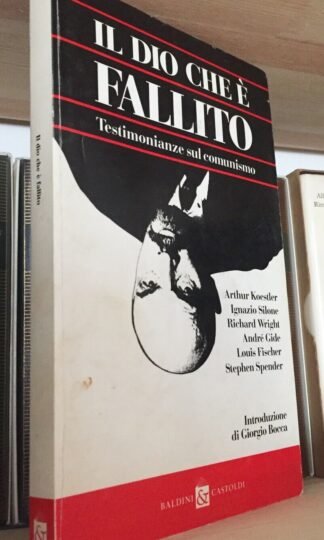 IL DIO CHE È
FALLITO
Testimonianze sul comunismo
Il dio che è fallito
Arthur Koestler
Ignazio Silone
Richard Wright
André Gide
Louis Fischer
Stephen Spender
Introduzione
di Giorgio Bocca
BALDINI & CASTOLDI
&